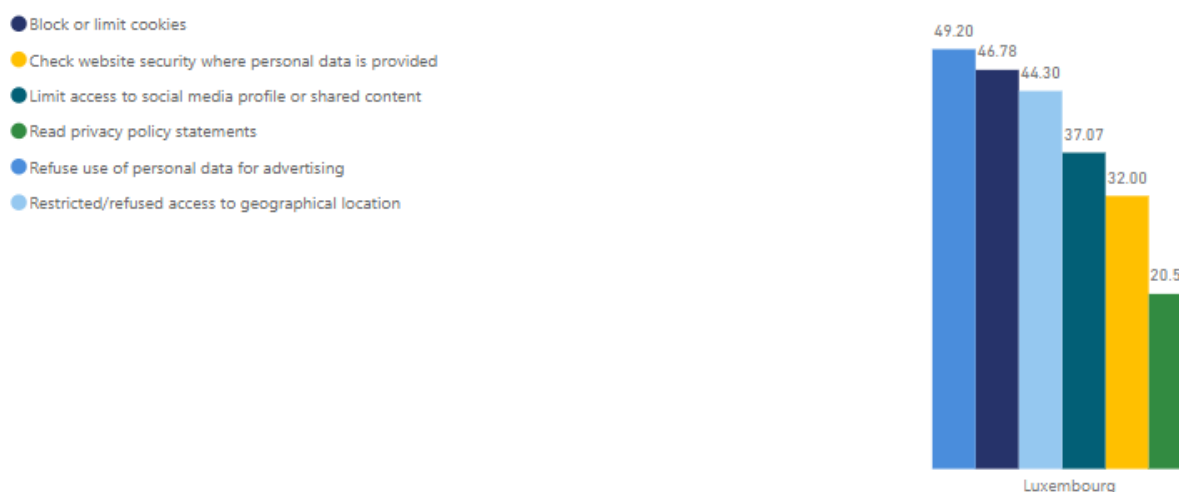 Block or limit cookies
Check website security where personal data is provided
Limit access to social media profile or shared content
Read privacy policy statements
Refuse use of personal data for advertising
Restricted/refused access to geographical location
49.20
46.78
44.30
37.07
32.00
20.5
Luxembourg